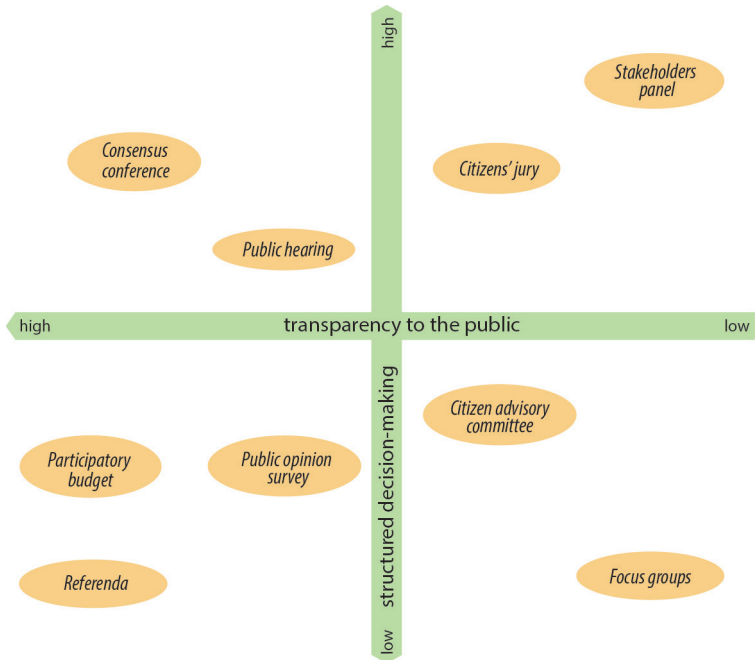 high
Stakeholders
panel
Consensus
conference
Citizens' jury
Public hearing
high
transparency to the public
low
structured decision-making
Citizen advisory
committee
Participatory
budget
Public opinion
survey
Referenda
Focus groups
low